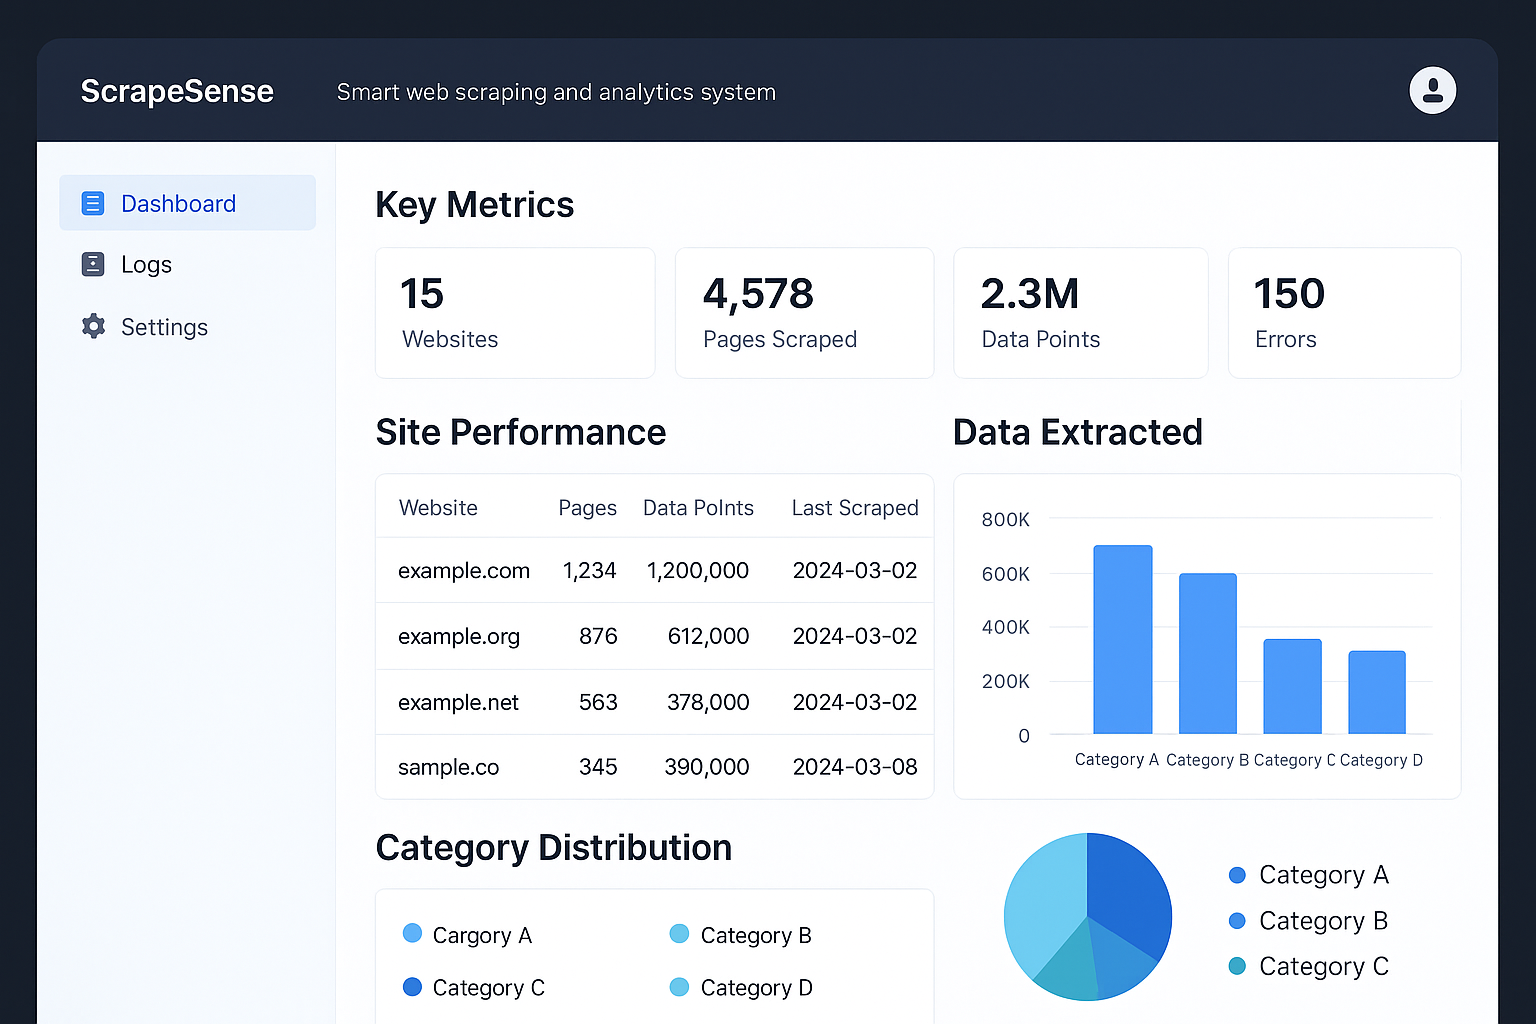 ScrapeSense
Smart web scraping and analytics system
Dashboard
Logs
Settings
Key Metrics
15
Websites
4,578
Pages Scraped
2.3M
Data Points
150
Errors
Site Performance
Website Pages Data PoInts Last Scraped
example.com 1,234 1,200,000 2024-03-02
example.org 876 612,000 2024-03-02
example.net 563 378,000 2024-03-02
sample.co 345 390,000 2024-03-08
Data Extracted
800K
600K
400K
200K
0
Category A Category B Category C Category D
Category Distribution
Cargory A Category B
Category C Category D
Category A
Category B
Category C